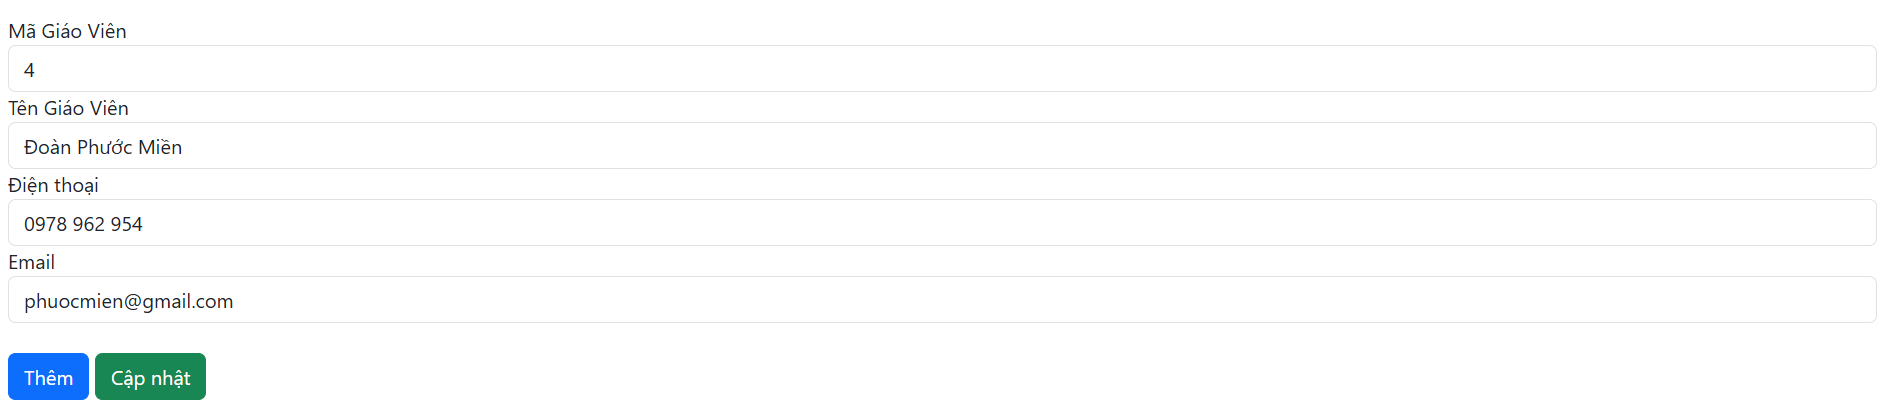 Mã Giáo Viên
4
Tên Giáo Viên
Đoàn Phước Miền
Điện thoại
0978 962 954
Email
phuocmien@gmail.com
Thêm Cập nhật